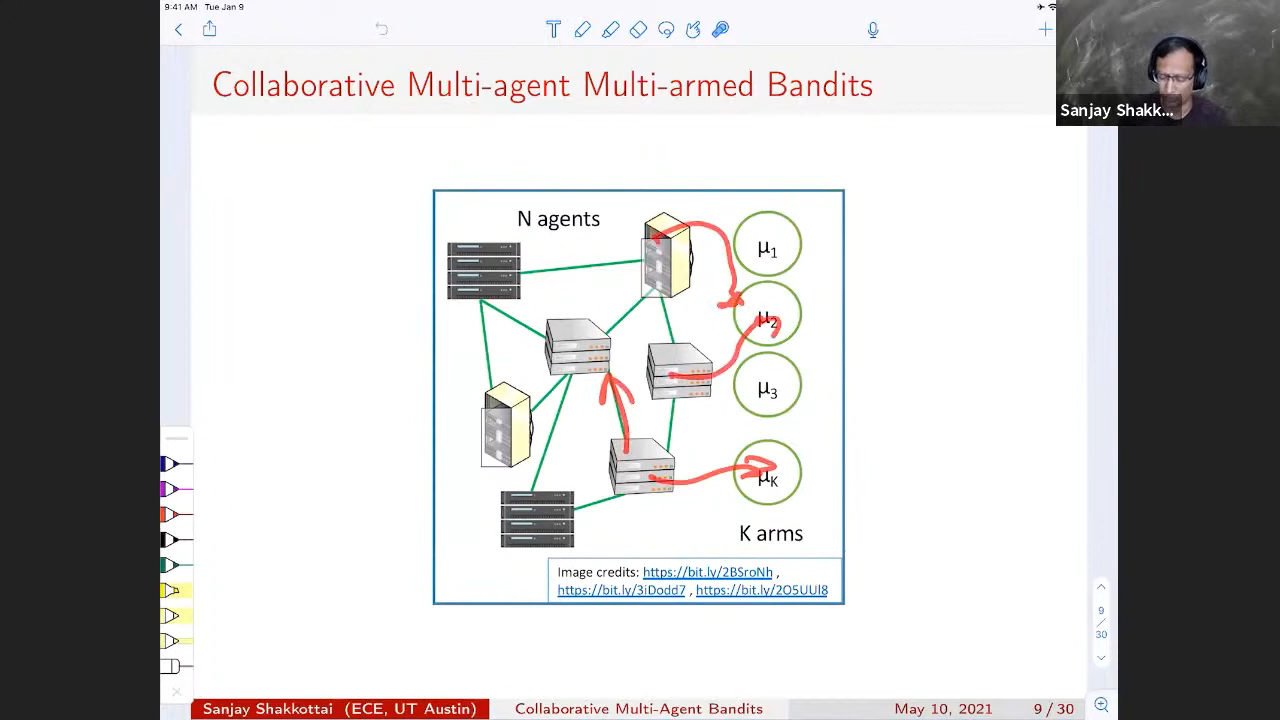 9:41 AM Tue Jan 9
Collaborative Multi-agent Multi-armed Bandits
Sanjay Shakk...
N agents
μ1
μ2
μ3
μK
K arms
Image credits: https://bit.ly/2BSroNh ,
https://bit.ly/3iDodd7 , https://bit.ly/2O5UUl8
9
/
30
Sanjay Shakkottai (ECE, UT Austin) Collaborative Multi-Agent Bandits May 10, 2021 9 / 30